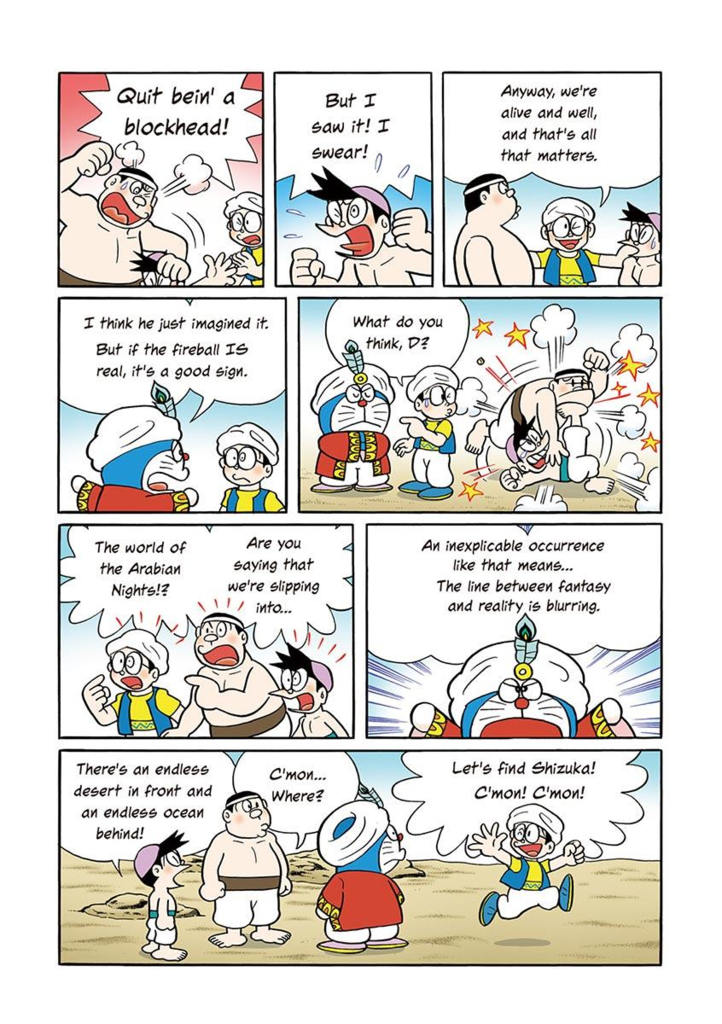 Anyway, we're
alive and well,
and that's all
that matters.
But I
saw it! I
swear!
Quit bein' a
blockhead!
What do you
think, D?
I think he just imagined it.
But if the fireball IS
real, it's a good sign.
An inexplicable occurrence
like that means...
The line between fantasy
and reality is blurring.
Are you
saying that
we're slipping
into...
The world of
the Arabian
Nights!?
Let's find Shizuka!
C'mon! C'mon!
C'mon...
Where?
There's an endless
desert in front and
an endless ocean
behind!